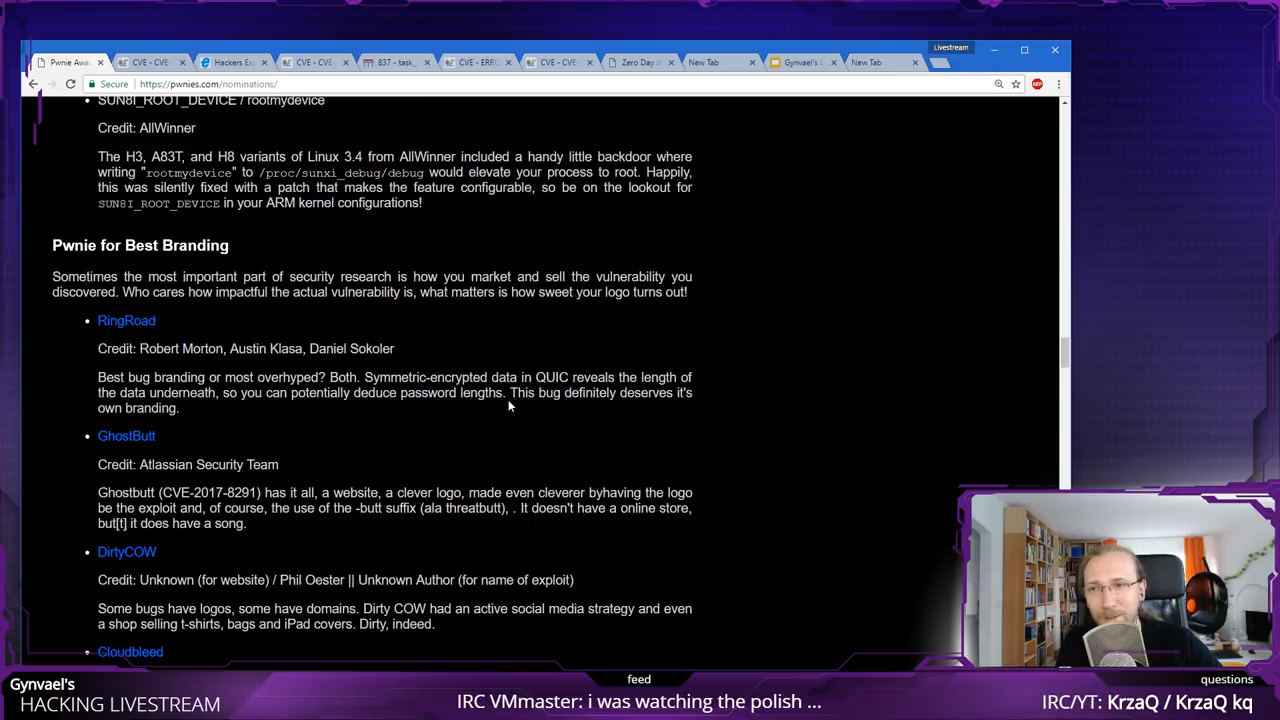 Livestream
Pwnie Awa
CVE - CVE-
Hackers Ex
CVE - CVE
837 - task_
CVE - ERRO
CVE - CVE-
Zero Day
New Tab
Gynvael's L
New Tab
Secure
https://pwnies.com/nominations/
SUN8I_ROOT_DEVICE / rootmydevice
Credit: AllWinner
The H3, A83T, and H8 variants of Linux 3.4 from AllWinner included a handy little backdoor where
writing "rootmydevice" to /proc/sunxi_debug/debug would elevate your process to root. Happily,
this was silently fixed with a patch that makes the feature configurable, so be on the lookout for
SUN8I_ROOT_DEVICE in your ARM kernel configurations!
Pwnie for Best Branding
Sometimes the most important part of security research is how you market and sell the vulnerability you
discovered. Who cares how impactful the actual vulnerability is, what matters is how sweet your logo turns out!
• RingRoad
Credit: Robert Morton, Austin Klasa, Daniel Sokoler
Best bug branding or most overhyped? Both. Symmetric-encrypted data in QUIC reveals the length of
the data underneath, so you can potentially deduce password lengths. This bug definitely deserves it's
own branding.
• GhostButt
Credit: Atlassian Security Team
Ghostbutt (CVE-2017-8291) has it all, a website, a clever logo, made even cleverer byhaving the logo
be the exploit and, of course, the use of the -butt suffix (ala threatbutt), . It doesn't have a online store,
but[t] it does have a song.
• DirtyCOW
Credit: Unknown (for website) / Phil Oester || Unknown Author (for name of exploit)
Some bugs have logos, some have domains. Dirty COW had an active social media strategy and even
a shop selling t-shirts, bags and iPad covers. Dirty, indeed.
• Cloudbleed
Gynvael's
HACKING LIVESTREAM
feed
IRC VMmaster: i was watching the polish ...
questions
IRC/YT: KrzaQ / KrzaQ kq